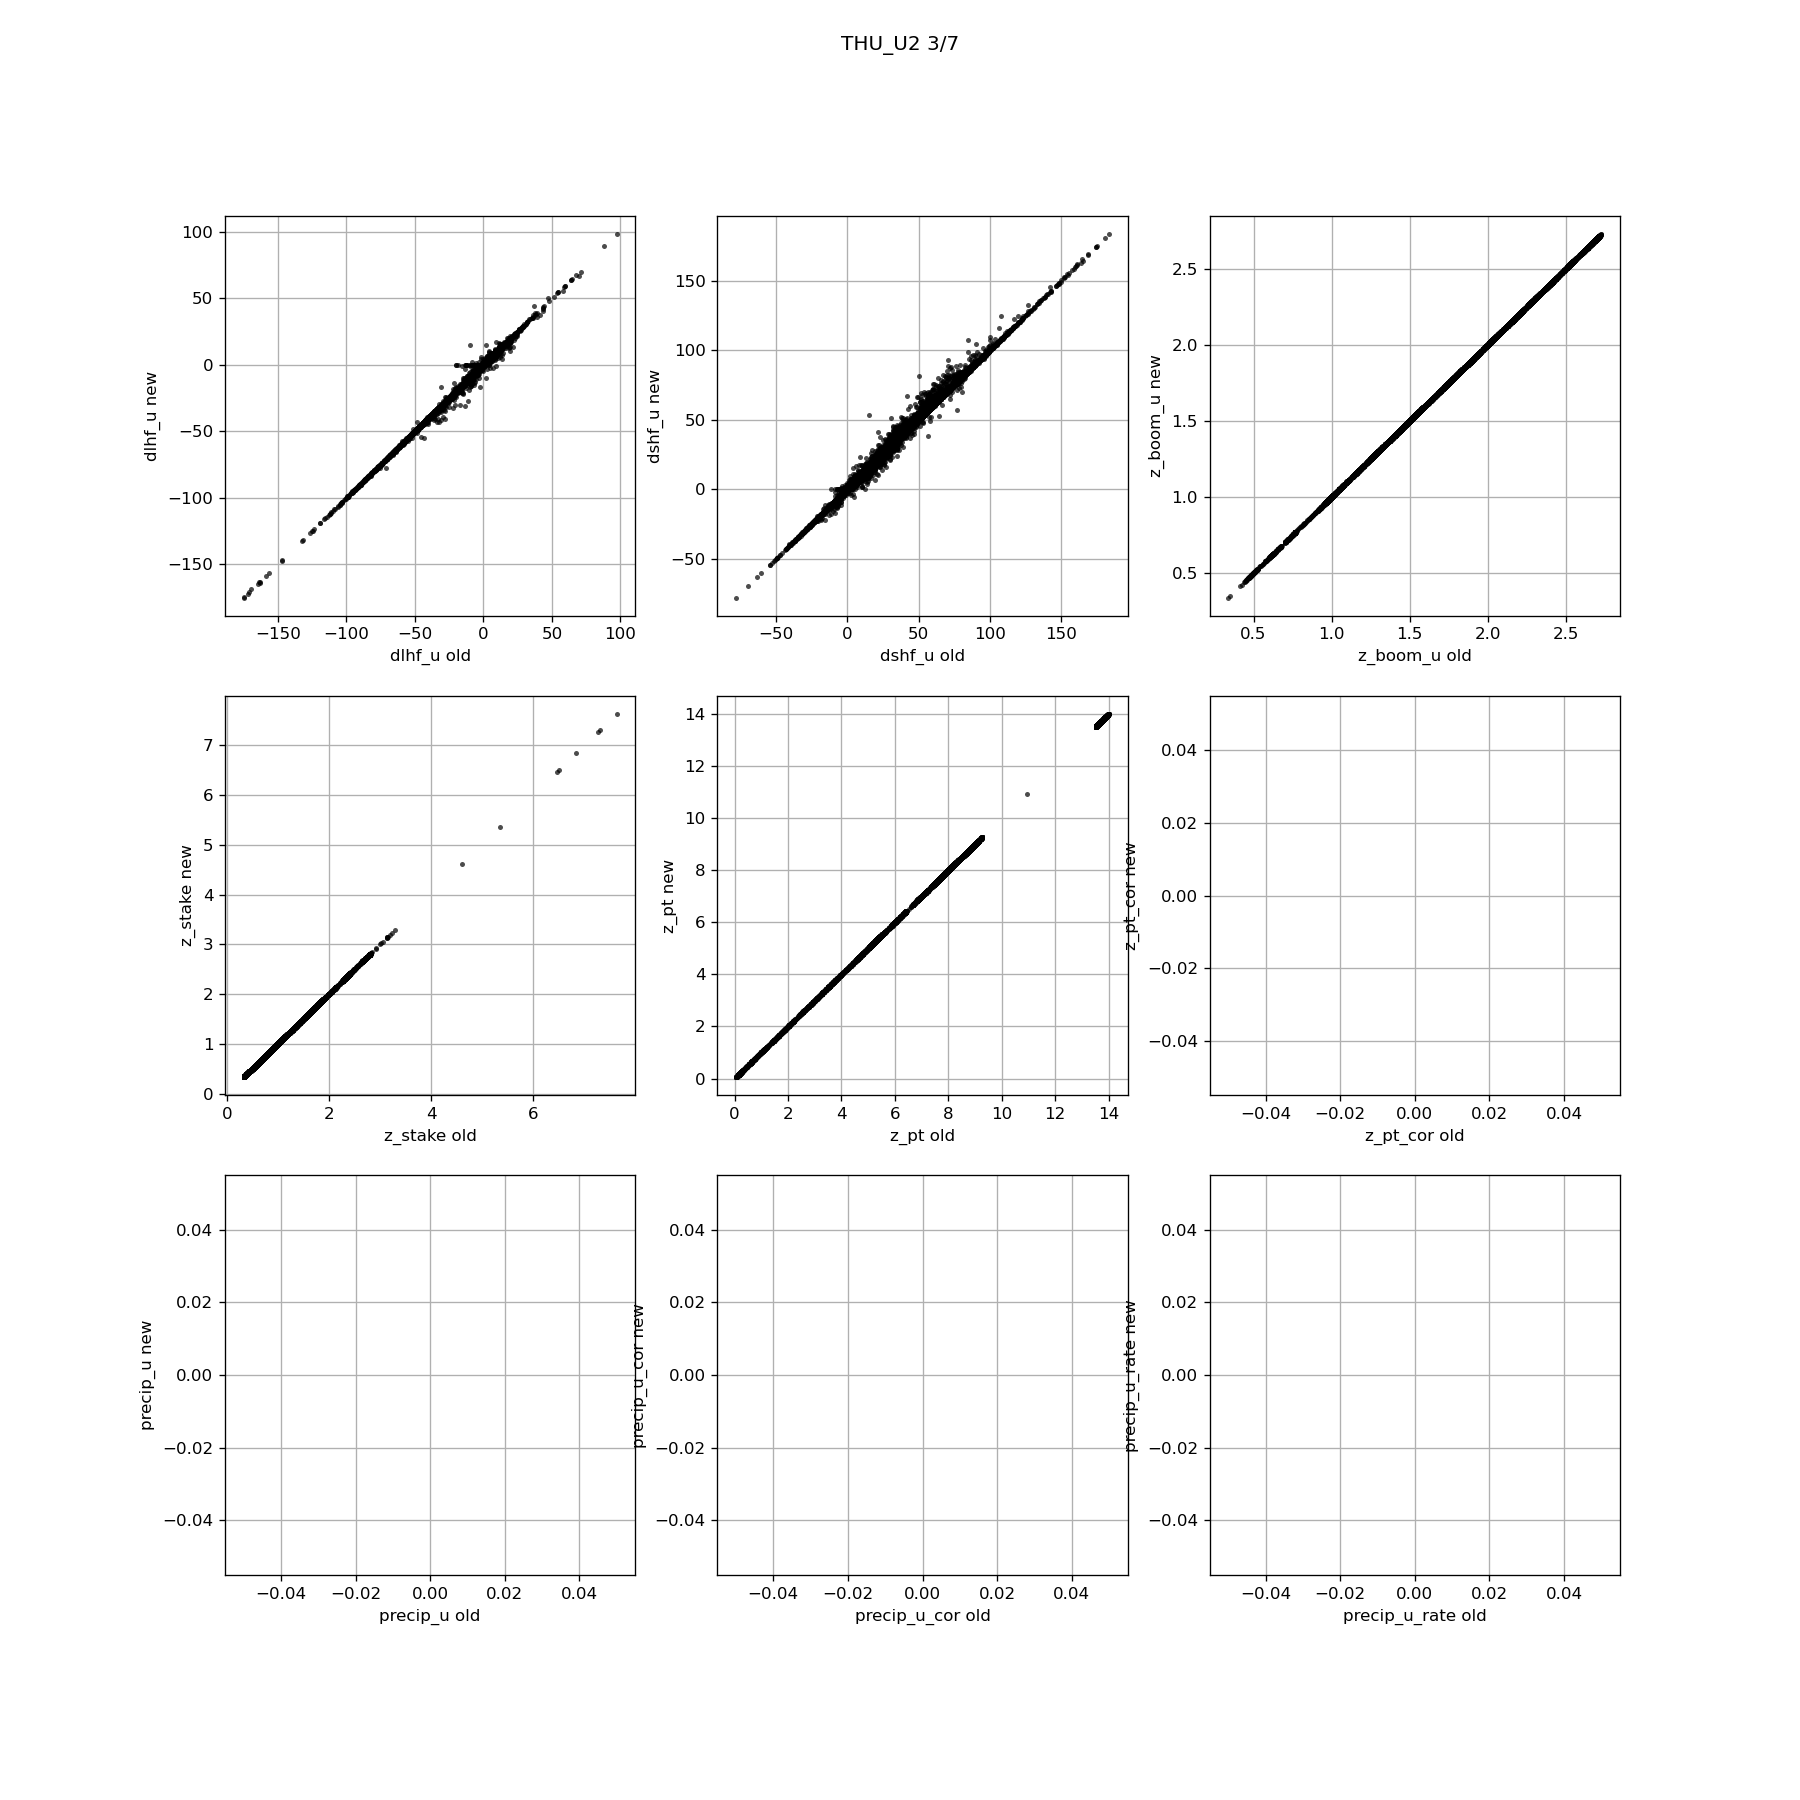 THU_U2 3/7
100
50
0
−50
−100
−150
dlhf_u new
−150 −100 −50 0 50 100
dlhf_u old
150
100
50
0
−50
dshf_u new
−50 0 50 100 150
dshf_u old
2.5
2.0
1.5
1.0
0.5
z_boom_u new
0.5 1.0 1.5 2.0 2.5
z_boom_u old
7
6
5
4
3
2
1
0
z_stake new
0 2 4 6
z_stake old
14
12
10
8
6
4
2
0
z_pt new
0 2 4 6 8 10 12 14
z_pt old
0.04
0.02
0.00
−0.02
−0.04
z_pt_cor new
−0.04 −0.02 0.00 0.02 0.04
z_pt_cor old
0.04
0.02
0.00
−0.02
−0.04
precip_u new
−0.04 −0.02 0.00 0.02 0.04
precip_u old
0.04
0.02
0.00
−0.02
−0.04
precip_u_cor new
−0.04 −0.02 0.00 0.02 0.04
precip_u_cor old
0.04
0.02
0.00
−0.02
−0.04
precip_u_rate new
−0.04 −0.02 0.00 0.02 0.04
precip_u_rate old